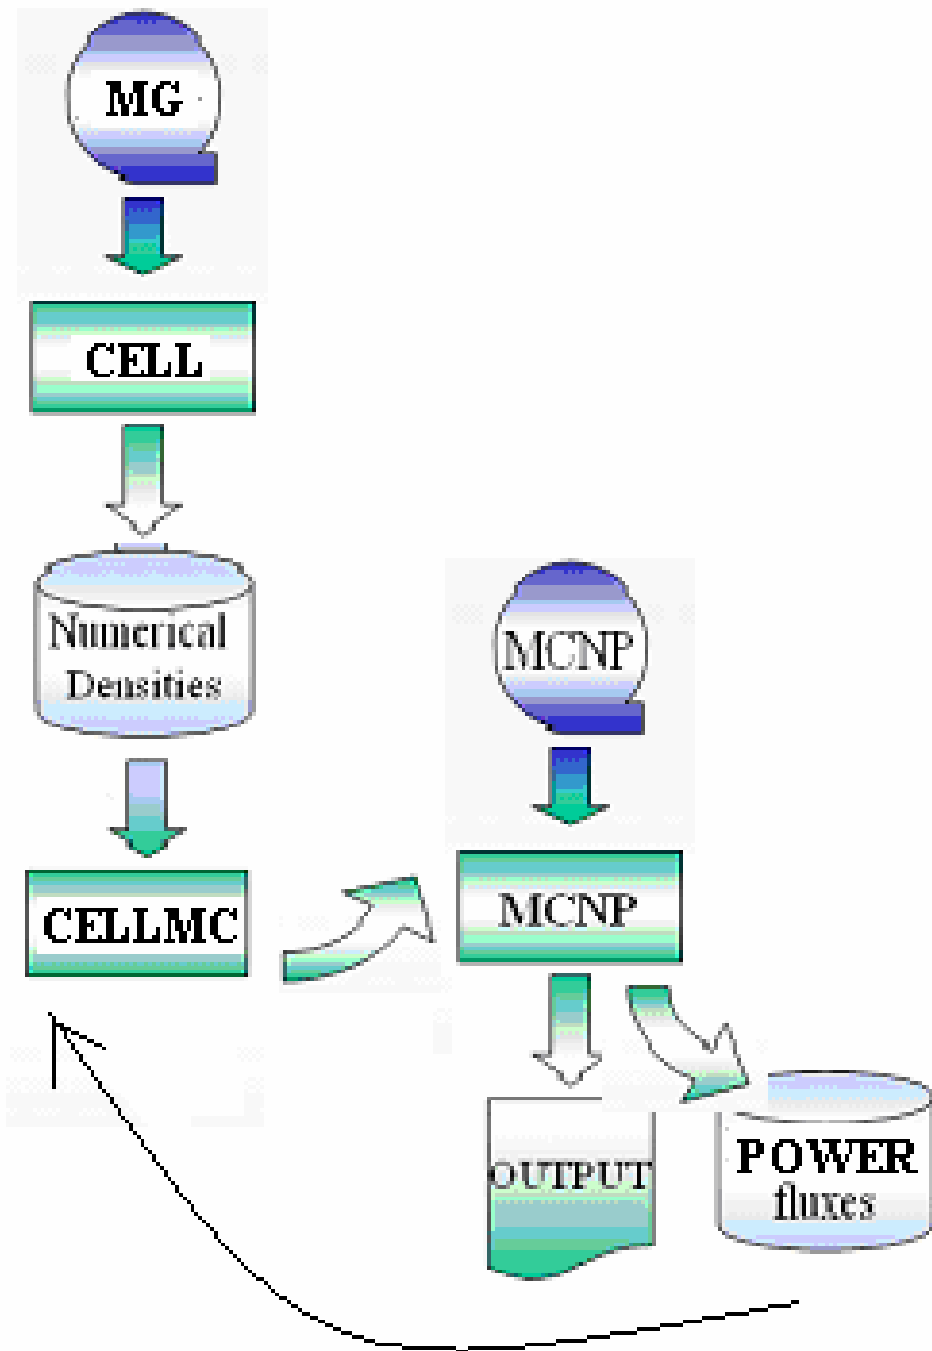 MG
CELL
Numerical
Densities
CELLMC
MCNP
MCNP
OUTPUT
POWER
fluxes